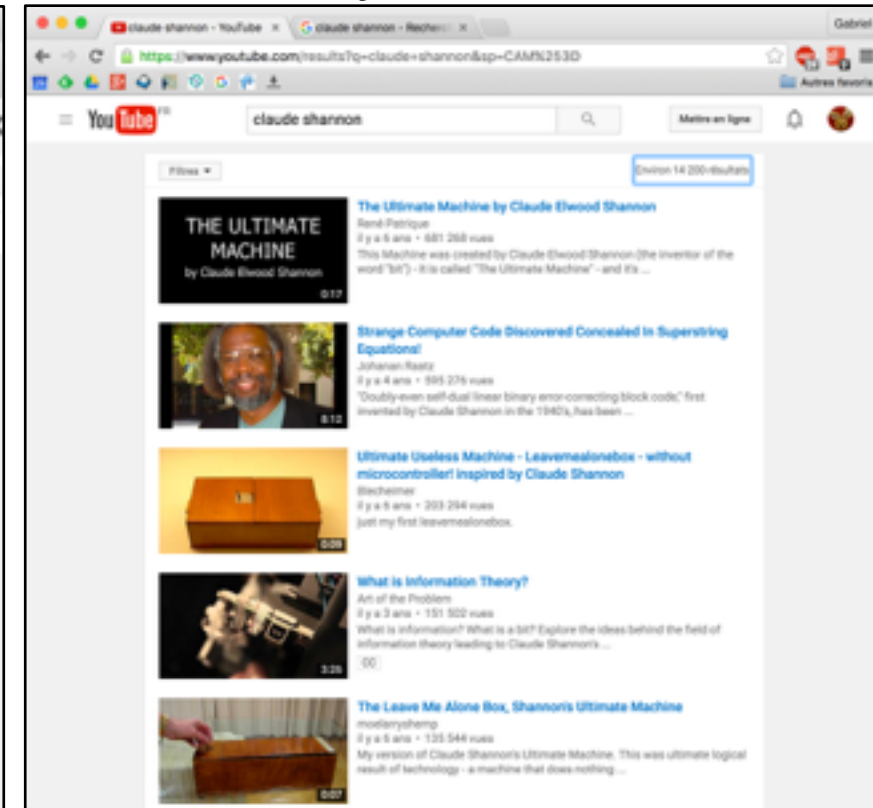 claude shannon - YouTube
claude shannon - Recherch
Gabriel
https://www.youtube.com/results?q=claude+shannon&sp=CAM%253D
Autres favoris
YouTube FR
claude shannon
Mettre en ligne
Filtres
Environ 14 200 résultats
THE ULTIMATE
MACHINE
by Claude Elwood Shannon
0:17
The Ultimate Machine by Claude Elwood Shannon
René Patrique
il y a 6 ans • 681 268 vues
This Machine was created by Claude Elwood Shannon (the inventor of the
word "bit") - it is called "The Ultimate Machine" - and it's ...
8:12
Strange Computer Code Discovered Concealed In Superstring
Equations!
Johanan Raatz
il y a 4 ans • 595 276 vues
"Doubly-even self-dual linear binary error-correcting block code," first
invented by Claude Shannon in the 1940's, has been ...
0:09
Ultimate Useless Machine - Leavemealonebox - without
microcontroller! inspired by Claude Shannon
Blecheimer
il y a 6 ans • 203 294 vues
just my first leavemealonebox.
3:26
What is Information Theory?
Art of the Problem
il y a 3 ans • 151 502 vues
What is information? What is a bit? Explore the ideas behind the field of
information theory leading to Claude Shannon's ...
CC
0:07
The Leave Me Alone Box, Shannon's Ultimate Machine
moelarryshemp
il y a 6 ans • 135 544 vues
My version of Claude Shannon's Ultimate Machine. This was ultimate logical
result of technology - a machine that does nothing ...